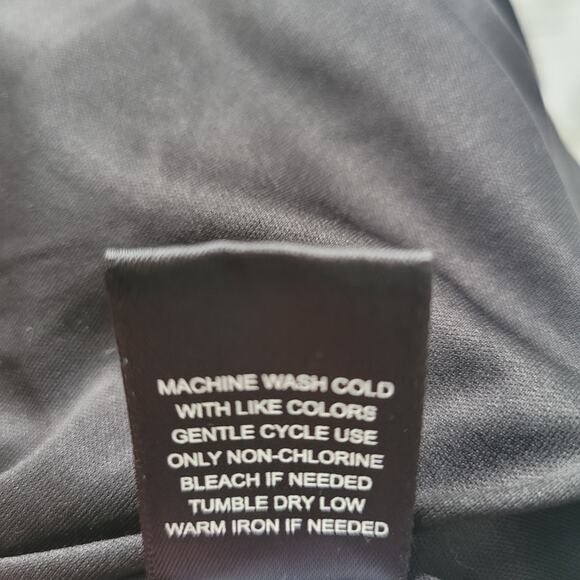 MACHINE WASH COLD
WITH LIKE COLORS
GENTLE CYCLE USE
ONLY NON-CHLORINE
BLEACH IF NEEDED
TUMBLE DRY LOW
WARM IRON IF NEEDED